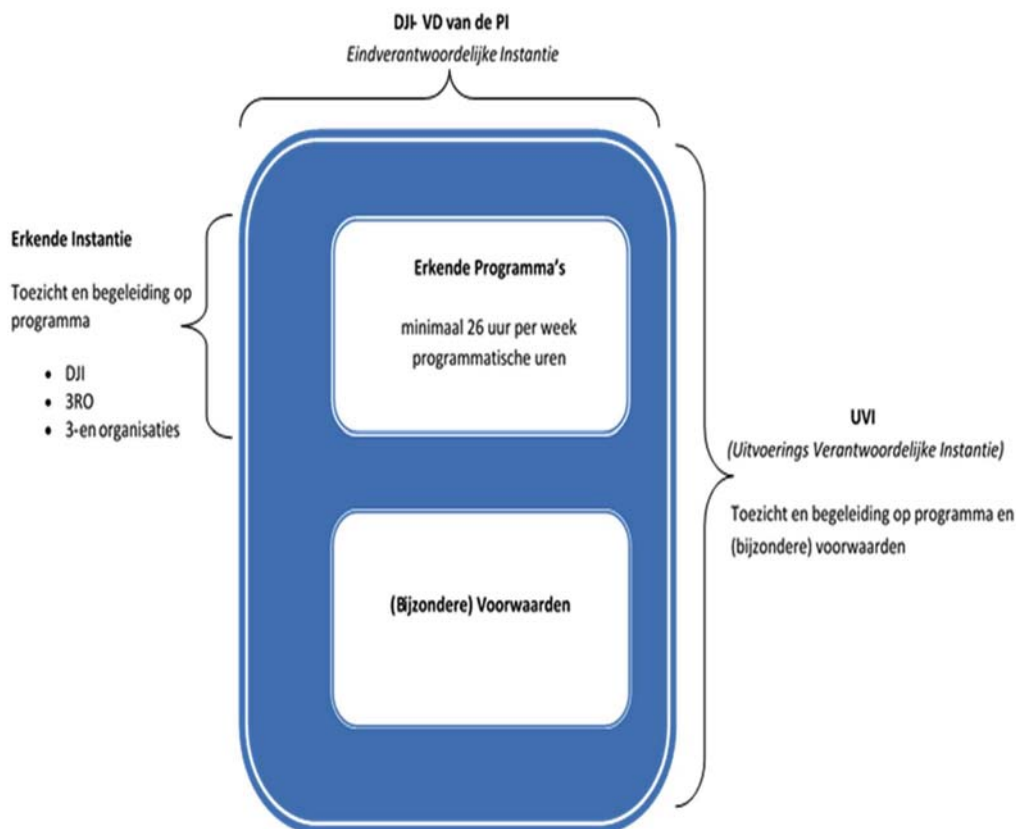 DJI- VD van de PI
Eindverantwoordelijke Instantie
Erkende Instantie
Toezicht en begeleiding op
programma
• DJI
• 3RO
• 3-en organisaties
Erkende Programma's
minimaal 26 uur per week
programmatische uren
(Bijzondere) Voorwaarden
UVI
(Uitvoerings Verantwoordelijke Instantie)
Toezicht en begeleiding op programma en
(bijzondere) voorwaarden